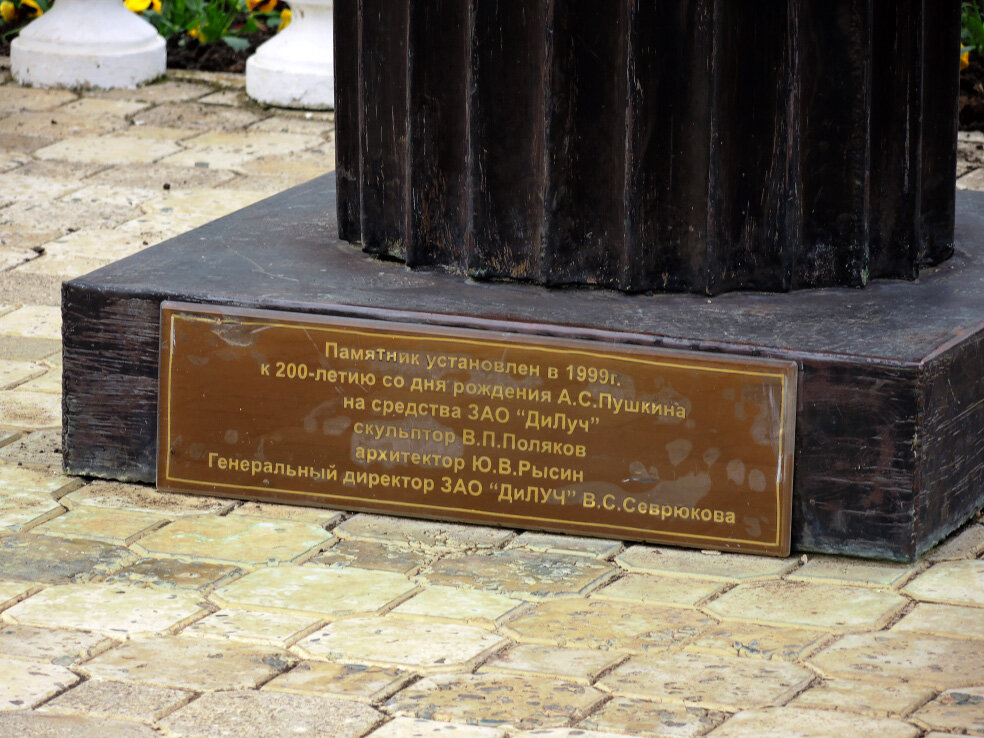 Памятник установлен в 1999г.
к 200-летию со дня рождения А.С.Пушкина
на средства ЗАО "ДиЛуч"
скульптор В.П.Поляков
архитектор Ю.В.Рысин
Генеральный директор ЗАО "ДиЛУЧ" В.С.Севрюкова